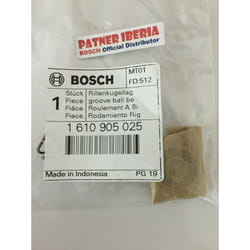 PATNER IBERIA
BOSCH Official Distributor
BOSCH
MT01
FD.512
1
Stück
Piece
Pièce
Pieza
Rillenkugellag
groove ball be
Roulement A Bi
Rodamiento Rig
1 610 905 025
Made in Indonesia
PG 19